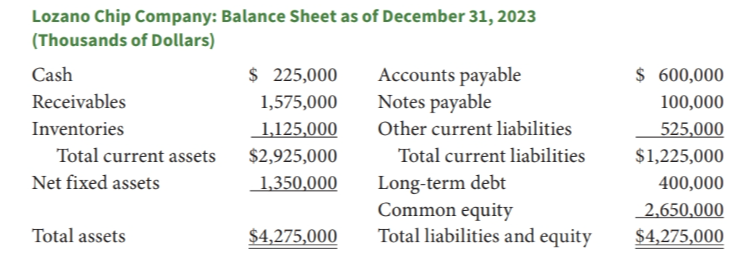 Lozano Chip Company: Balance Sheet as of December 31, 2023
(Thousands of Dollars)
Cash $ 225,000 Accounts payable $ 600,000
Receivables 1,575,000 Notes payable 100,000
Inventories 1,125,000 Other current liabilities 525,000
Total current assets $2,925,000 Total current liabilities $1,225,000
Net fixed assets 1,350,000 Long-term debt 400,000
Common equity 2,650,000
Total assets $4,275,000 Total liabilities and equity $4,275,000